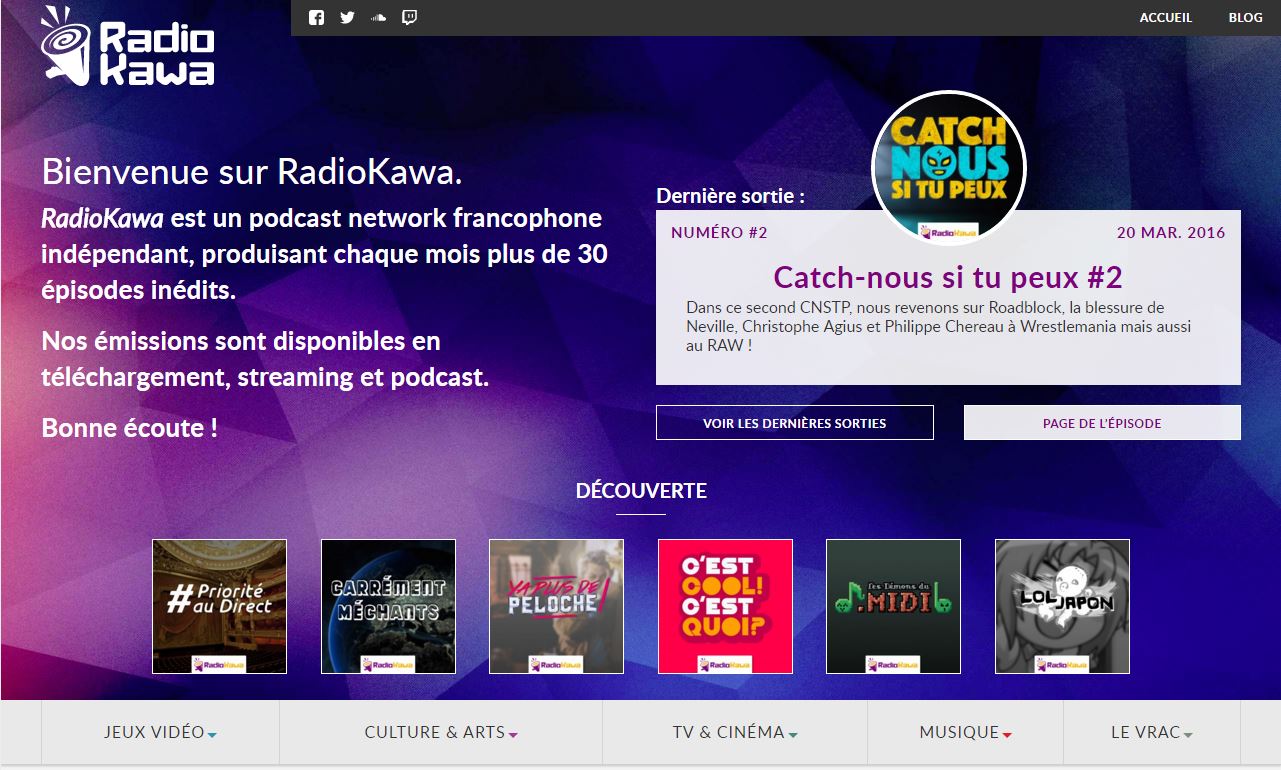 Radio
Kawa
ACCUEIL
BLOG
Bienvenue sur RadioKawa.
RadioKawa est un podcast network francophone
indépendant, produisant chaque mois plus de 30
épisodes inédits.
Nos émissions sont disponibles en
téléchargement, streaming et podcast.
Bonne écoute !
Dernière sortie :
CATCH
NOUS
SI TU PEUX
RadioKawa
NUMÉRO #2
20 MAR. 2016
Catch-nous si tu peux #2
Dans ce second CNSTP, nous revenons sur Roadblock, la blessure de
Neville, Christophe Agius et Philippe Chereau à Wrestlemania mais aussi
au RAW !
VOIR LES DERNIÈRES SORTIES
PAGE DE L'ÉPISODE
DÉCOUVERTE
# Priorité
au Direct
RadioKawa
CARRÉMENT
MÉCHANTS
RadioKawa
YA PLUS DE
PELOCHE!
RadioKawa
C'EST
COOL!
C'EST
QUOI?
RadioKawa
Les Démons du
.MIDI
RadioKawa
LOL JAPON
RadioKawa
JEUX VIDÉO
CULTURE & ARTS
TV & CINÉMA
MUSIQUE
LE VRAC